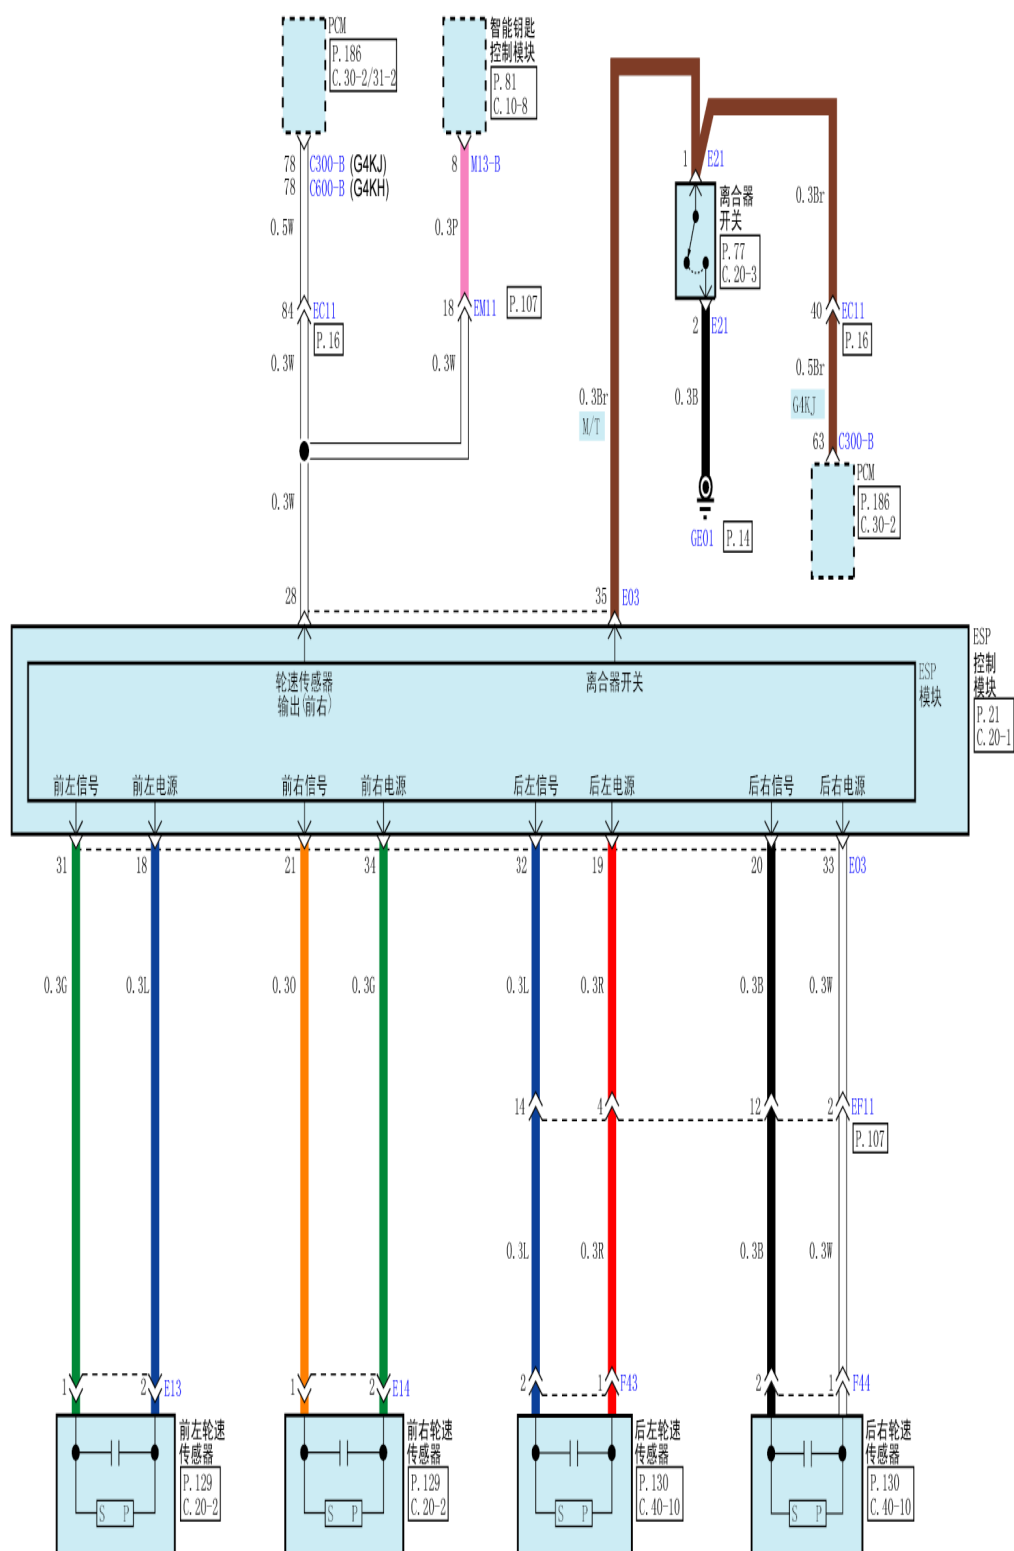 PCM
P.186
C.30-2/31-2
智能钥匙
控制模块
P.81
C.10-8
78 C300-B (G4KJ)
78 C600-B (G4KH)
8 M13-B
1 E21
离合器
开关
P.77
C.20-3
0.5W
0.3P
0.3Br
84 EC11
P.16
18 EM11
P.107
2 E21
40 EC11
P.16
0.3W
0.3W
0.3Br
M/T
0.3B
0.5Br
G4KJ
63 C300-B
PCM
P.186
C.30-2
0.3W
GE01
P.14
28
35 E03
ESP
控制
模块
P.21
C.20-1
轮速传感器
输出(前右)
离合器开关
ESP
模块
前左信号 前左电源 前右信号 前右电源 后左信号 后左电源 后右信号 后右电源
31 18 21 34 32 19 20 33 E03
0.3G 0.3L 0.3O 0.3G 0.3L 0.3R 0.3B 0.3W
14 4 12 2 EF11
P.107
0.3L 0.3R 0.3B 0.3W
1 2 E13 1 2 E14 2 1 F43 2 1 F44
前左轮速
传感器
P.129
C.20-2
S P
前右轮速
传感器
P.129
C.20-2
S P
后左轮速
传感器
P.130
C.40-10
S P
后右轮速
传感器
P.130
C.40-10
S P